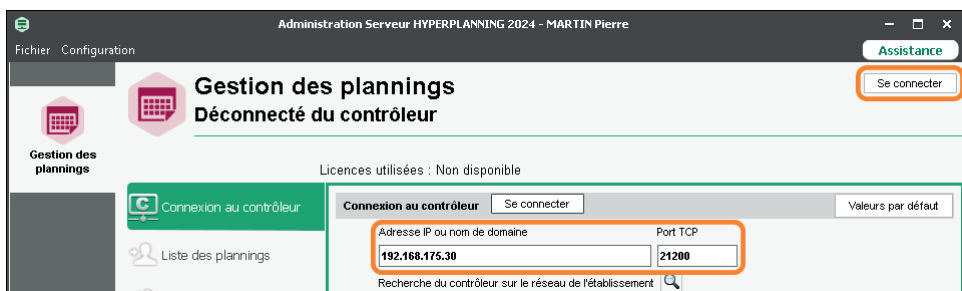 Administration Serveur HYPERPLANNING 2024 - MARTIN Pierre
Fichier Configuration
Assistance
Gestion des plannings
Déconnecté du contrôleur
Se connecter
Gestion des
plannings
Licences utilisées : Non disponible
Connexion au contrôleur
Connexion au contrôleur Se connecter Valeurs par défaut
Adresse IP ou nom de domaine Port TCP
192.168.175.30 21200
Liste des plannings
Recherche du contrôleur sur le réseau de l'établissement